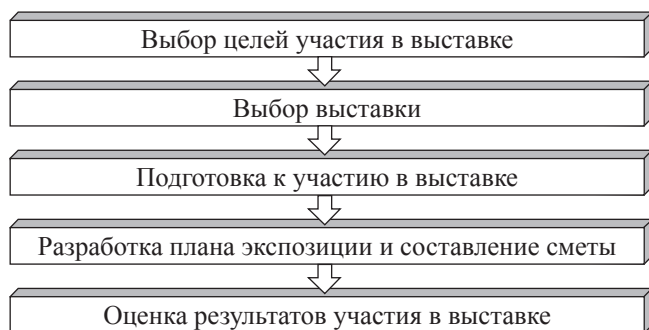 Выбор целей участия в выставке
Выбор выставки
Подготовка к участию в выставке
Разработка плана экспозиции и составление сметы
Оценка результатов участия в выставке